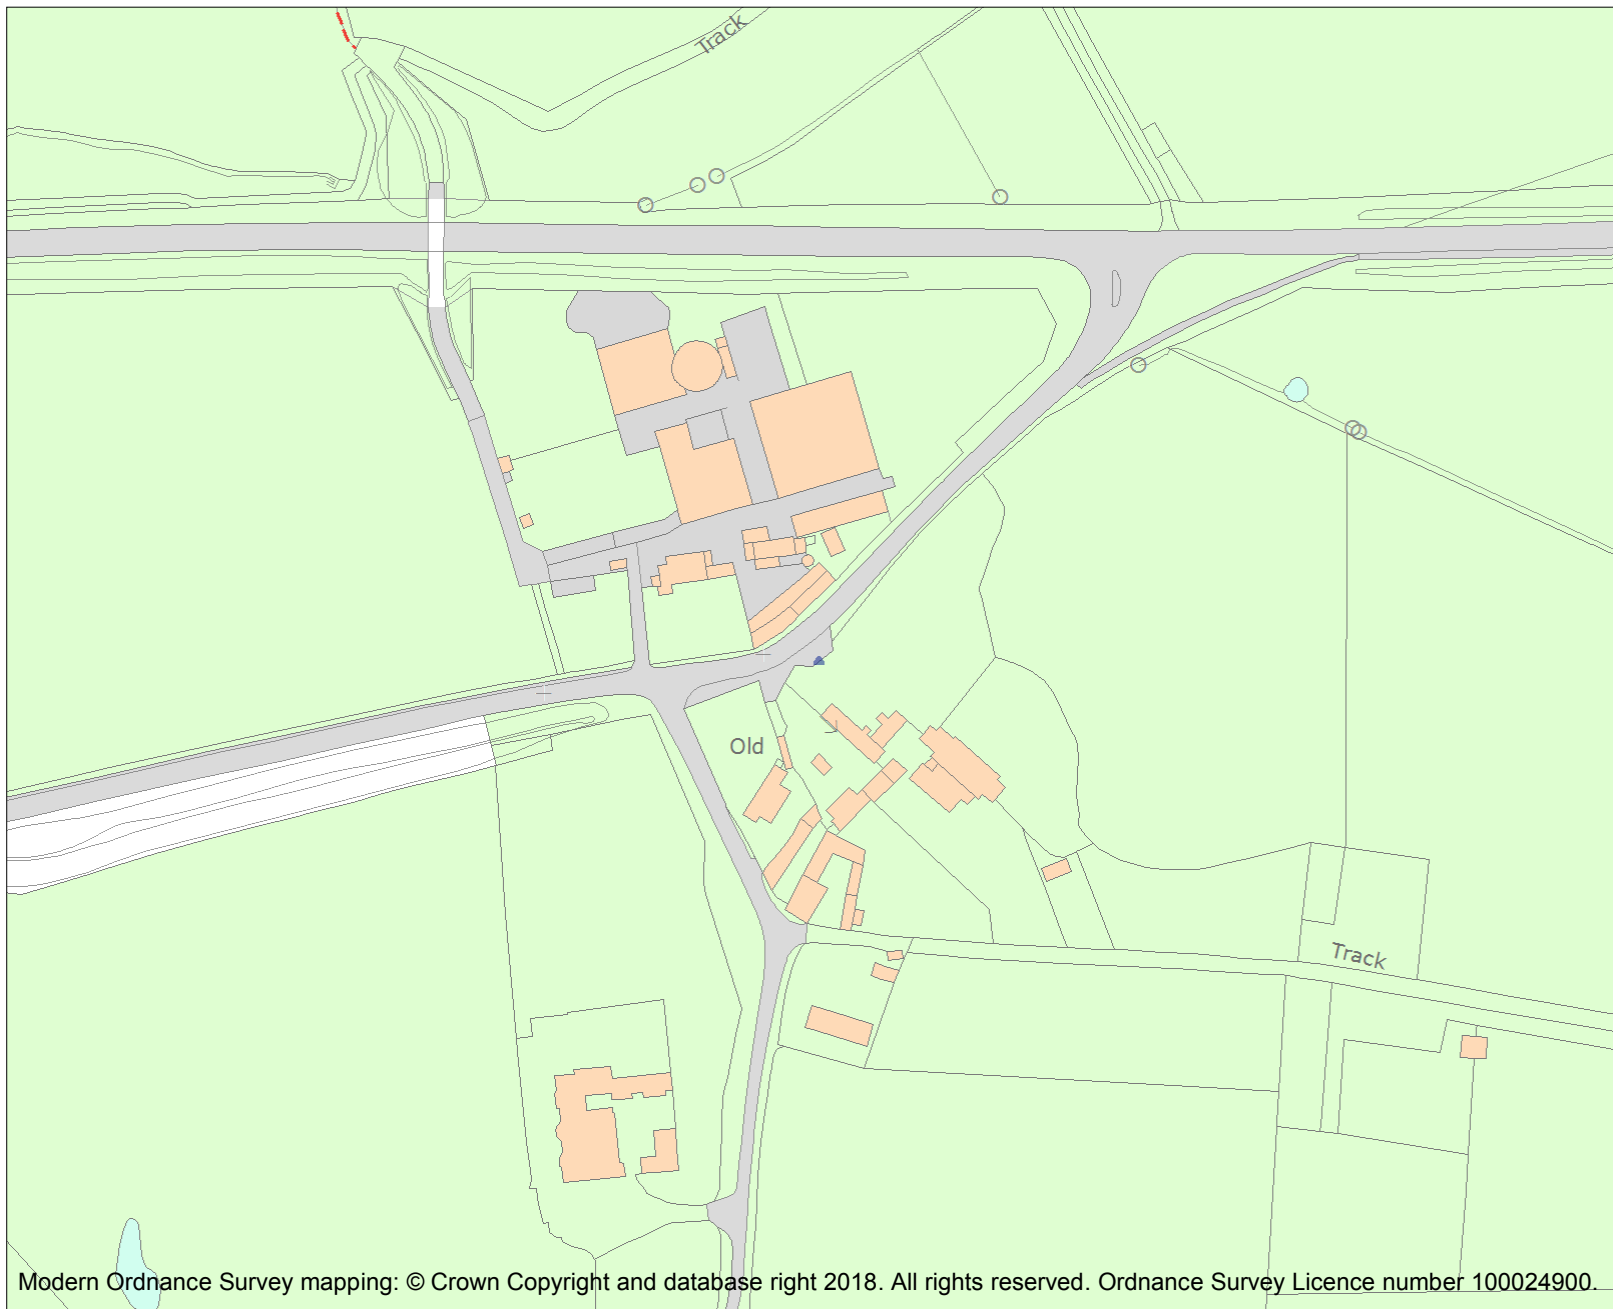 Track
Old
Track
Modern Ordnance Survey mapping: © Crown Copyright and database right 2018. All rights reserved. Ordnance Survey Licence number 100024900.